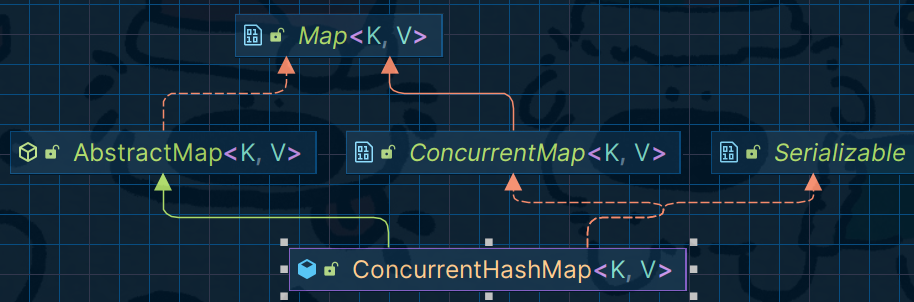 Map<K, V>
AbstractMap<K, V>
ConcurrentMap<K, V>
Serializable
ConcurrentHashMap<K, V>